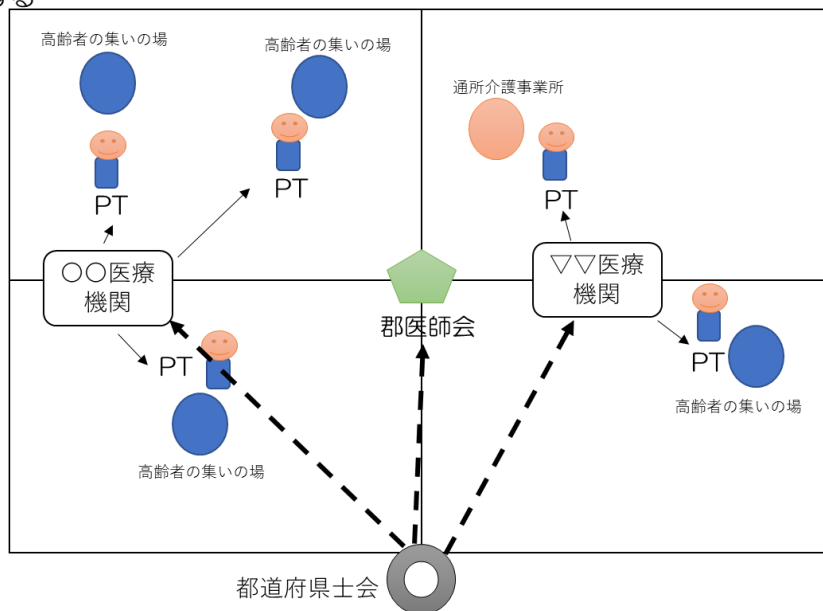 高齢者の集いの場
高齢者の集いの場
通所介護事業所
PT
PT
PT
○○医療
機関
▽▽医療
機関
郡医師会
PT
PT
高齢者の集いの場
高齢者の集いの場
都道府県士会